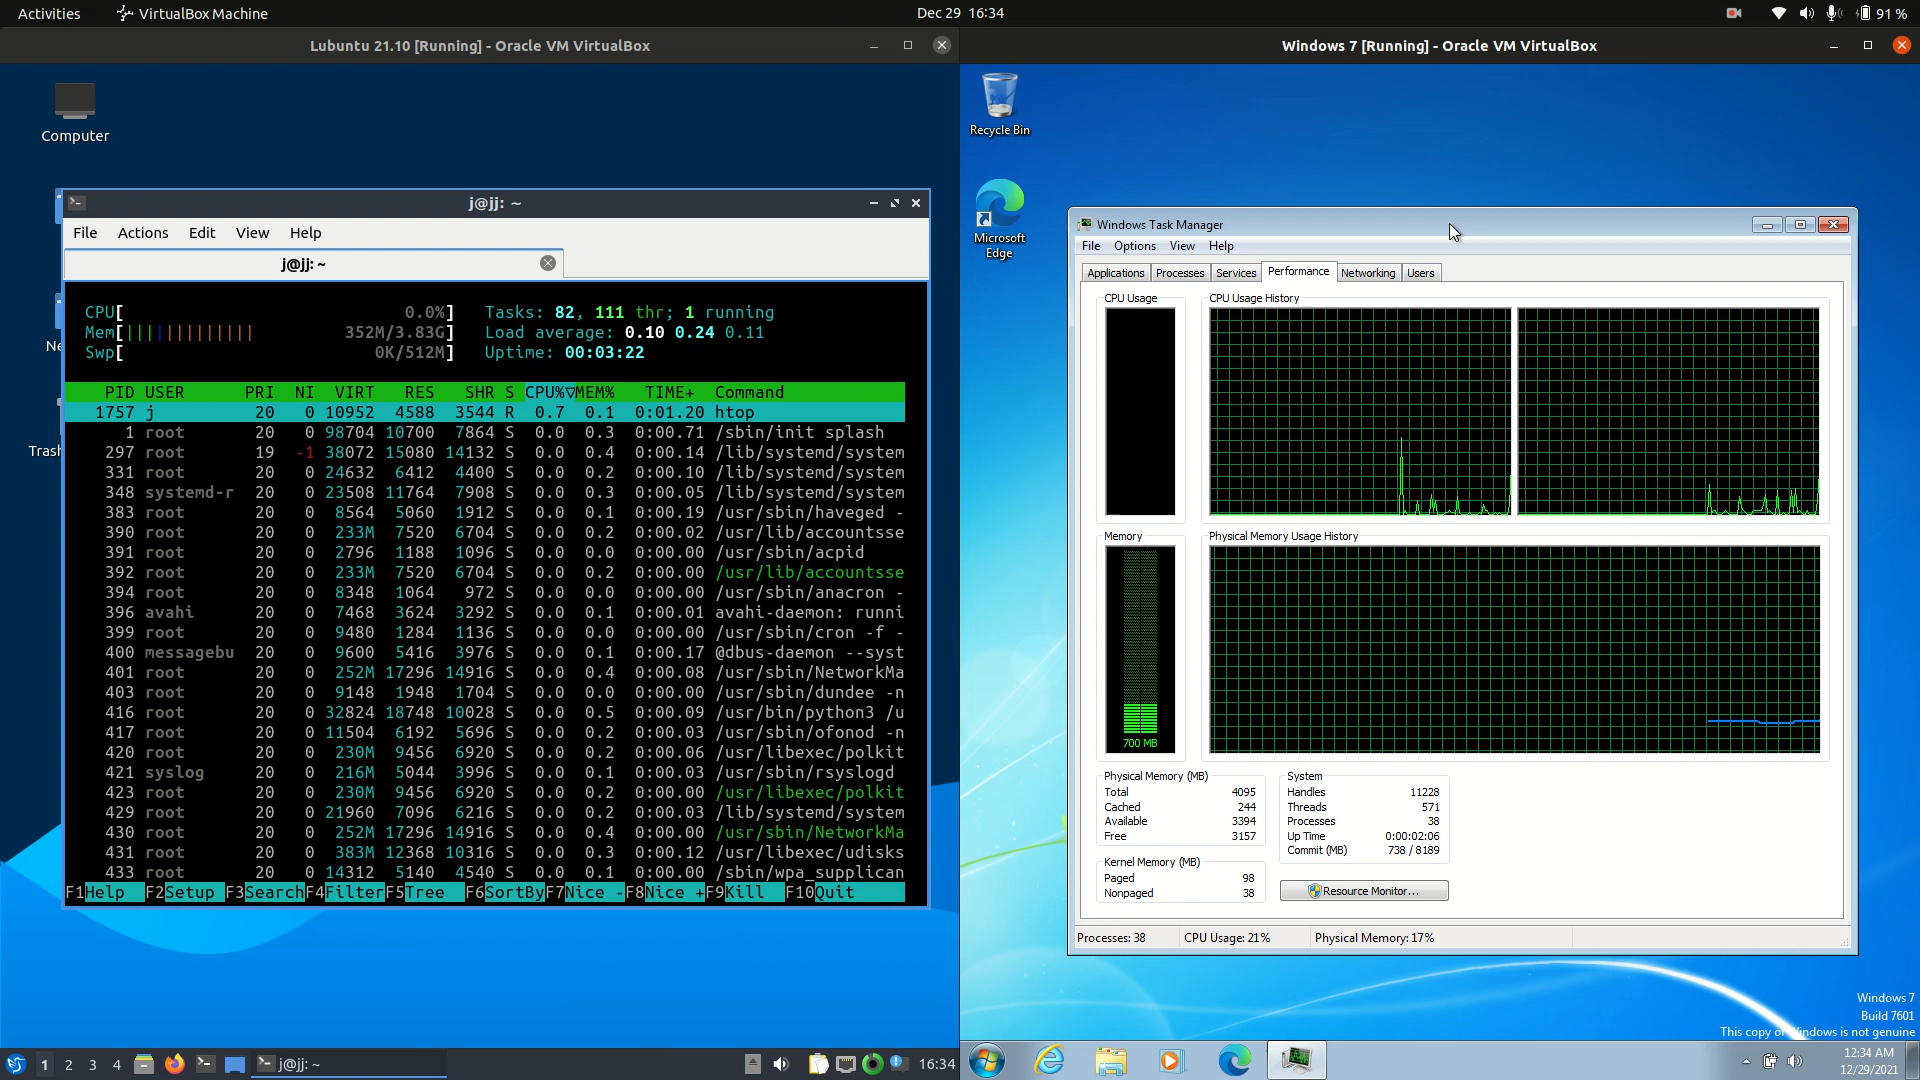 Activities
VirtualBox Machine
Dec 29 16:34
91 %
Lubuntu 21.10 [Running] - Oracle VM VirtualBox
Computer
Ne
Trash
j@jj: ~
File Actions Edit View Help
j@jj: ~
CPU[ 0.0%] Tasks: 82, 111 thr; 1 running
Mem[||||||||||||| 352M/3.83G] Load average: 0.10 0.24 0.11
Swp[ 0K/512M] Uptime: 00:03:22
PID USER PRI NI VIRT RES SHR S CPU%▽MEM% TIME+ Command
1757 j 20 0 10952 4588 3544 R 0.7 0.1 0:01.20 htop
1 root 20 0 98704 10700 7864 S 0.0 0.3 0:00.71 /sbin/init splash
297 root 19 -1 38072 15080 14132 S 0.0 0.4 0:00.14 /lib/systemd/system
331 root 20 0 24632 6412 4400 S 0.0 0.2 0:00.10 /lib/systemd/system
348 systemd-r 20 0 23508 11764 7908 S 0.0 0.3 0:00.05 /lib/systemd/system
383 root 20 0 8564 5060 1912 S 0.0 0.1 0:00.19 /usr/sbin/haveged -
390 root 20 0 233M 7520 6704 S 0.0 0.2 0:00.02 /usr/lib/accountsse
391 root 20 0 2796 1188 1096 S 0.0 0.0 0:00.00 /usr/sbin/acpid
392 root 20 0 233M 7520 6704 S 0.0 0.2 0:00.00 /usr/lib/accountsse
394 root 20 0 8348 1064 972 S 0.0 0.0 0:00.00 /usr/sbin/anacron -
396 avahi 20 0 7468 3624 3292 S 0.0 0.1 0:00.01 avahi-daemon: runni
399 root 20 0 9480 1284 1136 S 0.0 0.0 0:00.00 /usr/sbin/cron -f -
400 messagebu 20 0 9600 5416 3976 S 0.0 0.1 0:00.17 @dbus-daemon --syst
401 root 20 0 252M 17296 14916 S 0.0 0.4 0:00.08 /usr/sbin/NetworkMa
403 root 20 0 9148 1948 1704 S 0.0 0.0 0:00.00 /usr/sbin/dundee -n
416 root 20 0 32824 18748 10028 S 0.0 0.5 0:00.09 /usr/bin/python3 /u
417 root 20 0 11504 6192 5696 S 0.0 0.2 0:00.03 /usr/sbin/ofonod -n
420 root 20 0 230M 9456 6920 S 0.0 0.2 0:00.06 /usr/libexec/polkit
421 syslog 20 0 216M 5044 3996 S 0.0 0.1 0:00.03 /usr/sbin/rsyslogd
423 root 20 0 230M 9456 6920 S 0.0 0.2 0:00.00 /usr/libexec/polkit
429 root 20 0 21960 7096 6216 S 0.0 0.2 0:00.03 /lib/systemd/system
430 root 20 0 252M 17296 14916 S 0.0 0.4 0:00.00 /usr/sbin/NetworkMa
431 root 20 0 383M 12368 10316 S 0.0 0.3 0:00.12 /usr/libexec/udisks
433 root 20 0 14312 5140 4540 S 0.0 0.1 0:00.00 /sbin/wpa_supplican
F1Help F2Setup F3SearchF4FilterF5Tree F6SortByF7Nice -F8Nice +F9Kill F10Quit
1 2 3 4
j@jj: ~
16:34
Windows 7 [Running] - Oracle VM VirtualBox
Recycle Bin
Microsoft
Edge
Windows Task Manager
File Options View Help
Applications Processes Services Performance Networking Users
CPU Usage
CPU Usage History
Memory
Physical Memory Usage History
700 MB
Physical Memory (MB)
Total 4095
Cached 244
Available 3394
Free 3157
Kernel Memory (MB)
Paged 98
Nonpaged 38
System
Handles 11228
Threads 571
Processes 38
Up Time 0:00:02:06
Commit (MB) 738 / 8189
Resource Monitor...
Processes: 38 CPU Usage: 21% Physical Memory: 17%
Windows 7
Build 7601
This copy of Windows is not genuine
12:34 AM
12/29/2021